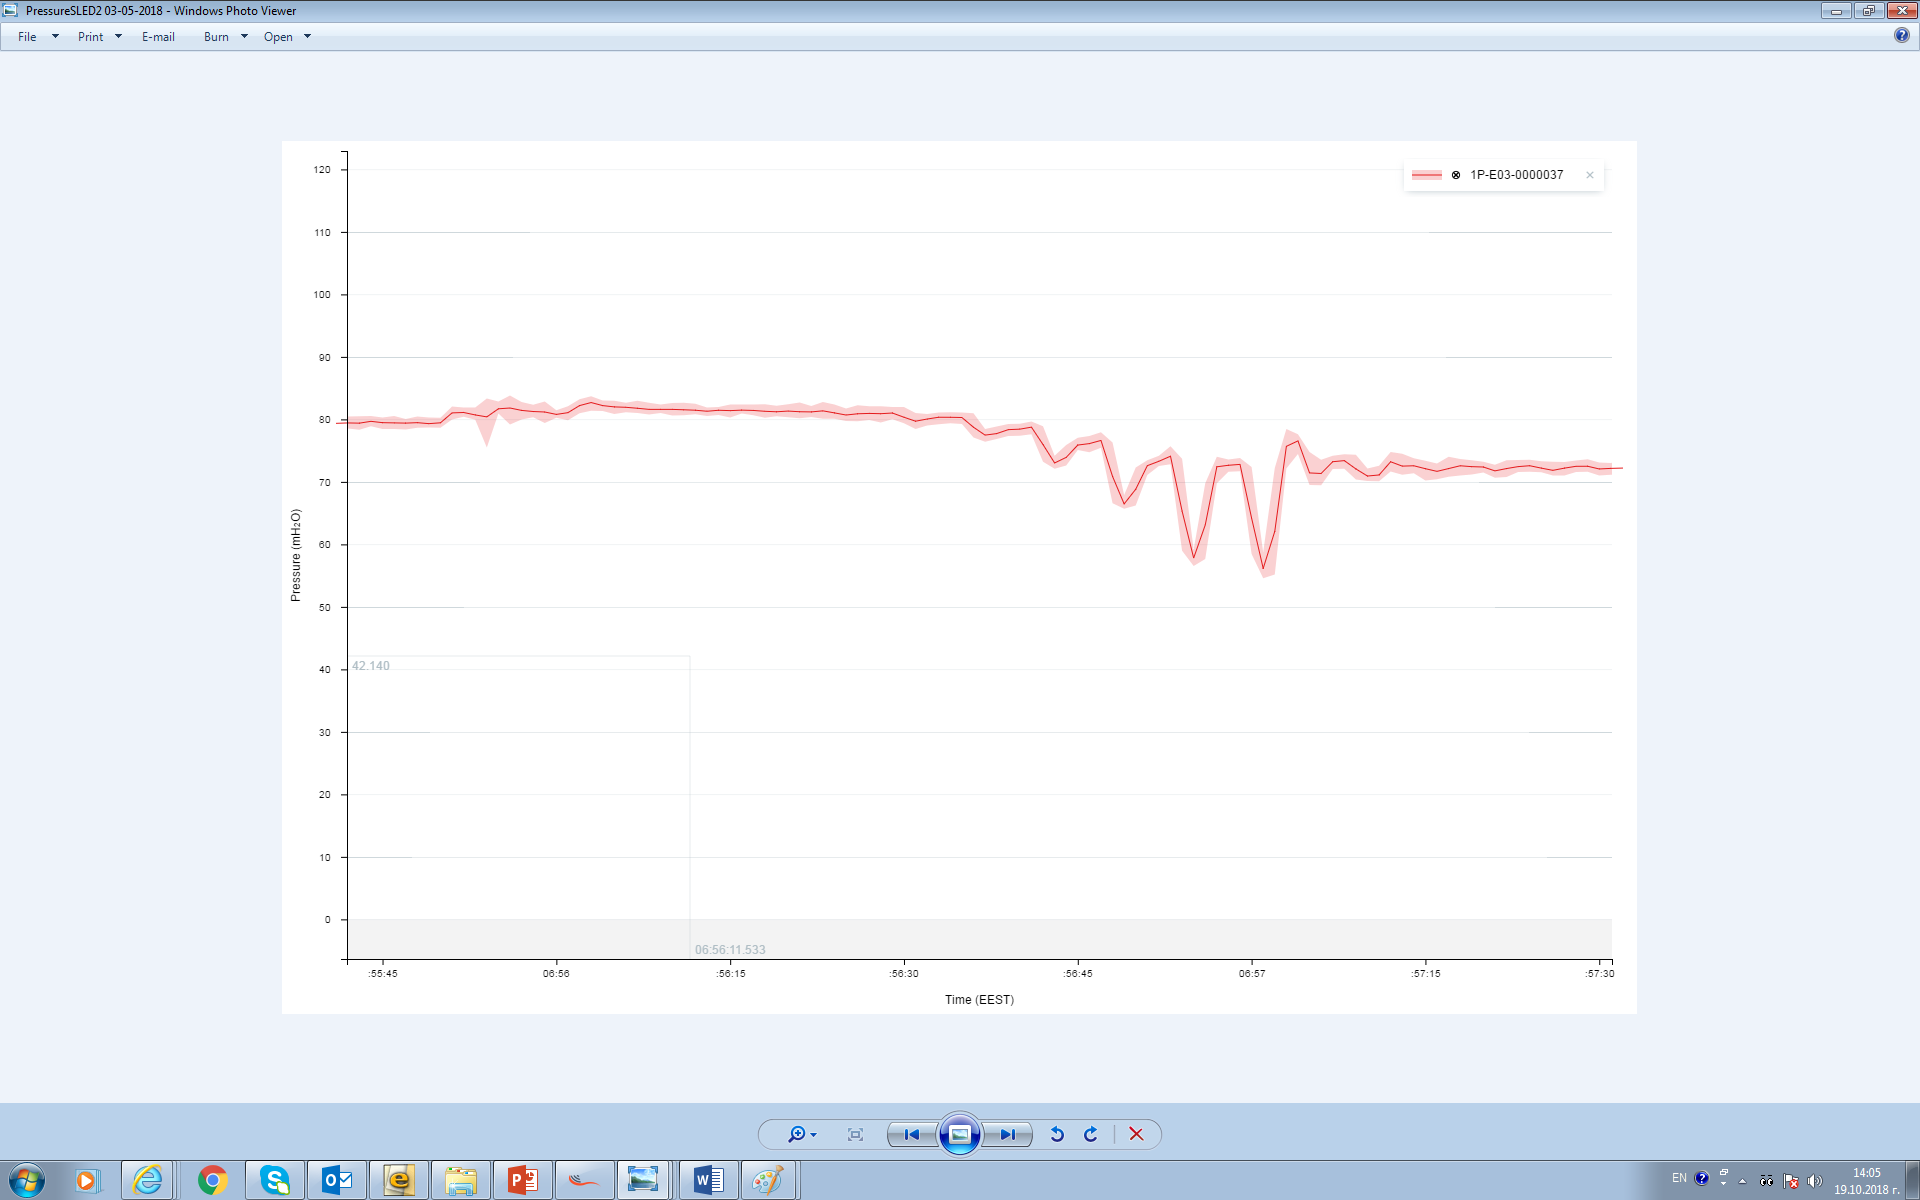 PressureSLED2 03-05-2018 - Windows Photo Viewer
File Print E-mail Burn Open
1P-E03-0000037 ×
120
110
100
90
80
70
60
50
40
30
20
10
0
Pressure (mH₂O)
42.140
06:56:11.533
:55:45 06:56 :56:15 :56:30 :56:45 06:57 :57:15 :57:30
Time (EEST)
EN
14:05
19.10.2018 г.